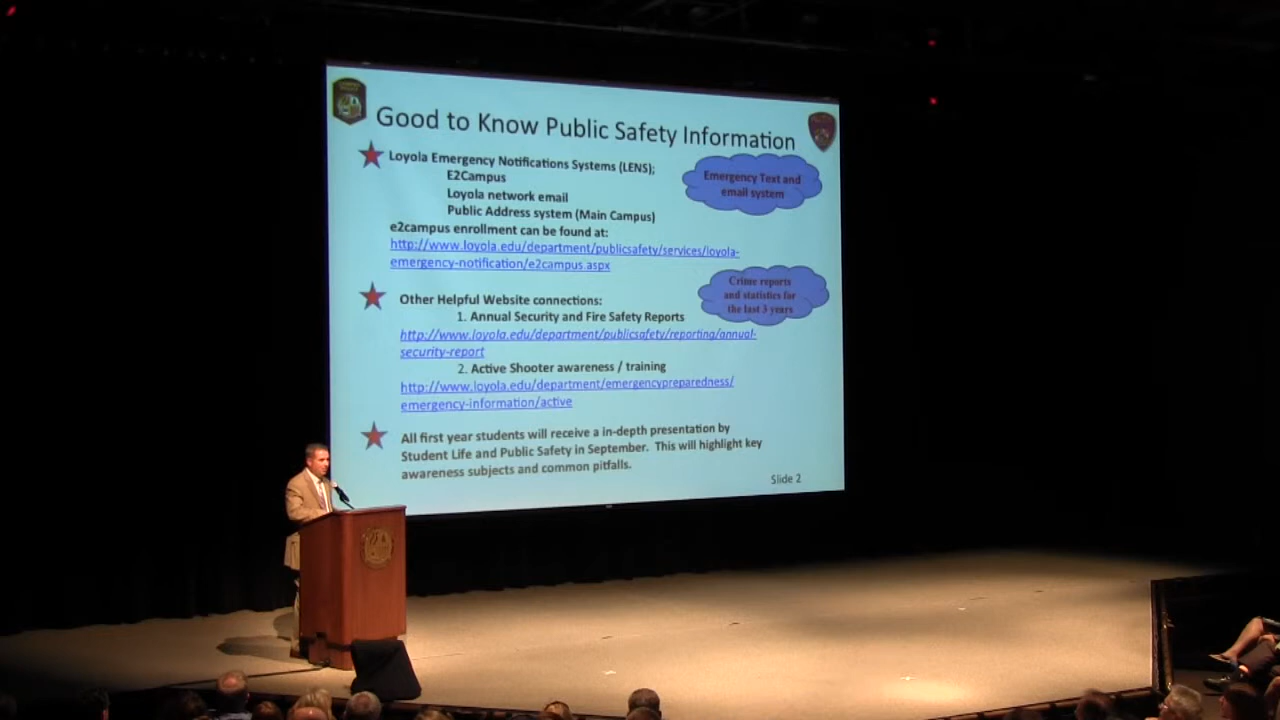 Good to Know Public Safety Information
Loyola Emergency Notifications Systems (LENS);
E2Campus
Loyola network email
Public Address system (Main Campus)
e2campus enrollment can be found at:
http://www.loyola.edu/department/publicsafety/services/loyola-
emergency-notification/e2campus.aspx
Emergency Text and
email system
Other Helpful Website connections:
1. Annual Security and Fire Safety Reports
http://www.loyola.edu/department/publicsafety/reporting/annual-
security-report
Crime reports
and statistics for
the last 3 years
2. Active Shooter awareness / training
http://www.loyola.edu/department/emergencypreparedness/
emergency-information/active
All first year students will receive a in-depth presentation by
Student Life and Public Safety in September. This will highlight key
awareness subjects and common pitfalls.
Slide 2